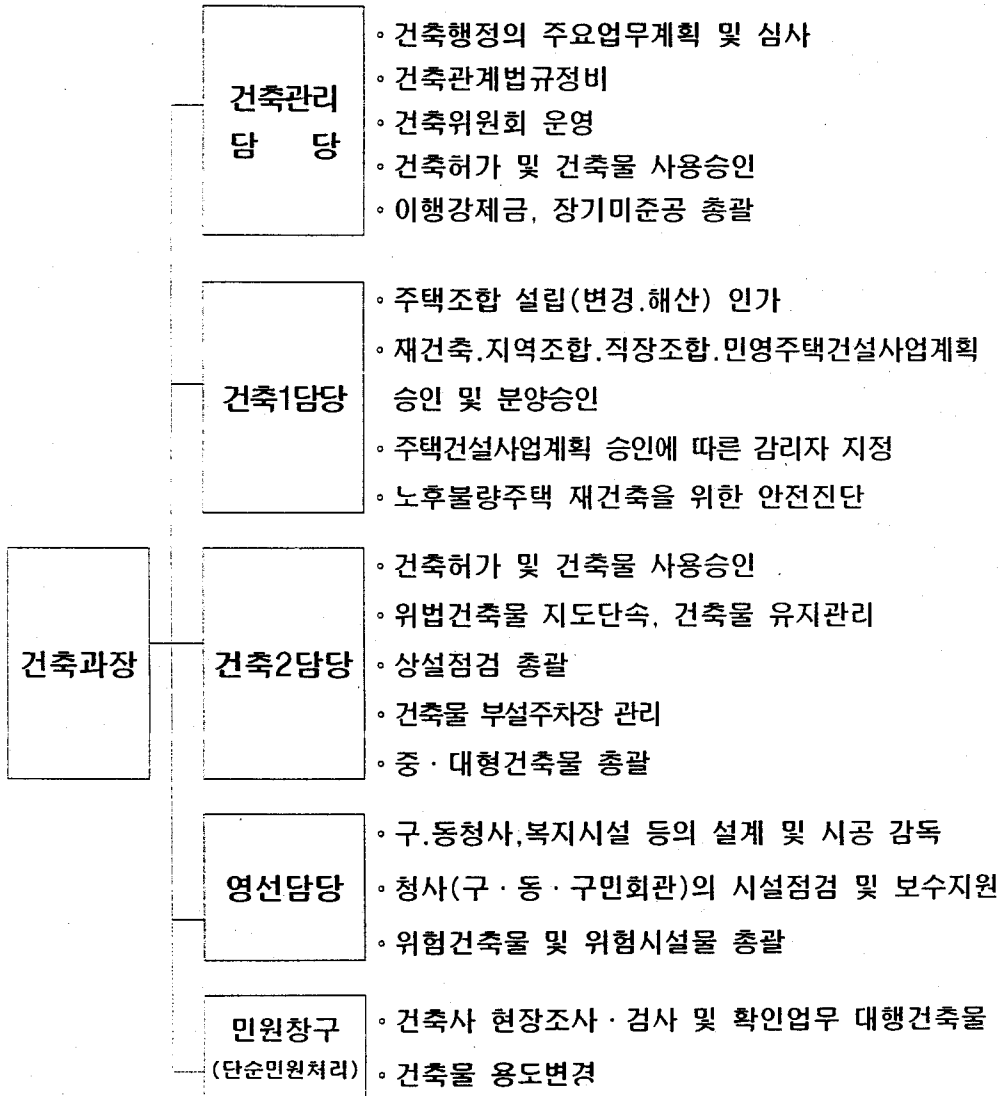 건축관리
담 당
◦ 건축행정의 주요업무계획 및 심사
◦ 건축관계법규정비
◦ 건축위원회 운영
◦ 건축허가 및 건축물 사용승인
◦ 이행강제금, 장기미준공 총괄
건축1담당
◦ 주택조합 설립(변경.해산) 인가
◦ 재건축.지역조합.직장조합.민영주택건설사업계획
승인 및 분양승인
◦ 주택건설사업계획 승인에 따른 감리자 지정
◦ 노후불량주택 재건축을 위한 안전진단
건축과장
건축2담당
◦ 건축허가 및 건축물 사용승인
◦ 위법건축물 지도단속, 건축물 유지관리
◦ 상설점검 총괄
◦ 건축물 부설주차장 관리
◦ 중 · 대형건축물 총괄
영선담당
◦ 구.동청사,복지시설 등의 설계 및 시공 감독
◦ 청사(구 · 동 · 구민회관)의 시설점검 및 보수지원
◦ 위험건축물 및 위험시설물 총괄
민원창구
(단순민원처리)
◦ 건축사 현장조사 · 검사 및 확인업무 대행건축물
◦ 건축물 용도변경